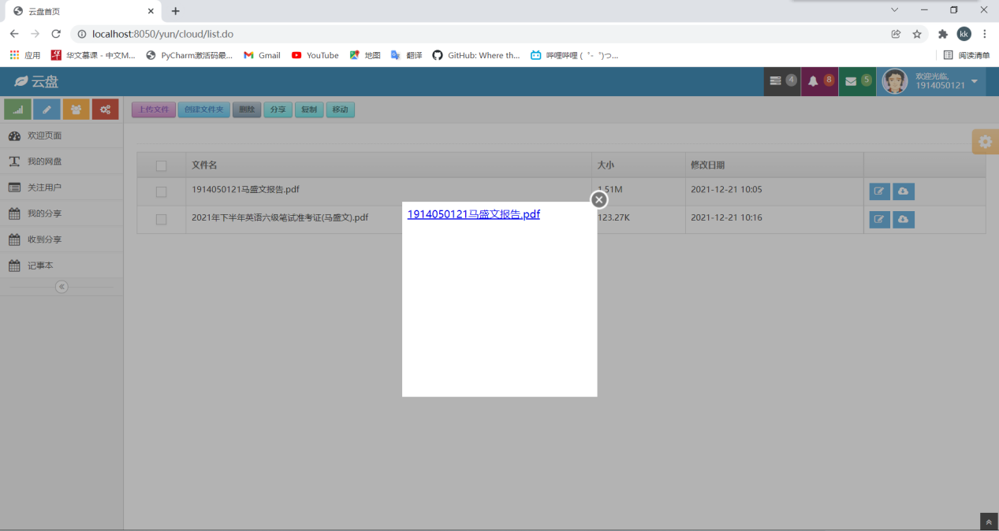 云盘首页
localhost:8050/yun/cloud/list.do
kk
应用 华文慕课 - 中文M... PyCharm激活码最... Gmail YouTube 地图 翻译 GitHub: Where th... 哔哩哔哩 ( ゜- ゜)つ... 阅读清单
云盘
4 8 5 欢迎光临,
1914050121
上传文件 创建文件夹 删除 分享 复制 移动
欢迎页面
我的网盘
关注用户
我的分享
收到分享
记事本
文件名 大小 修改日期
1914050121马盛文报告.pdf 1.51M 2021-12-21 10:05
2021年下半年英语六级笔试准考证(马盛文).pdf 123.27K 2021-12-21 10:16
1914050121马盛文报告.pdf